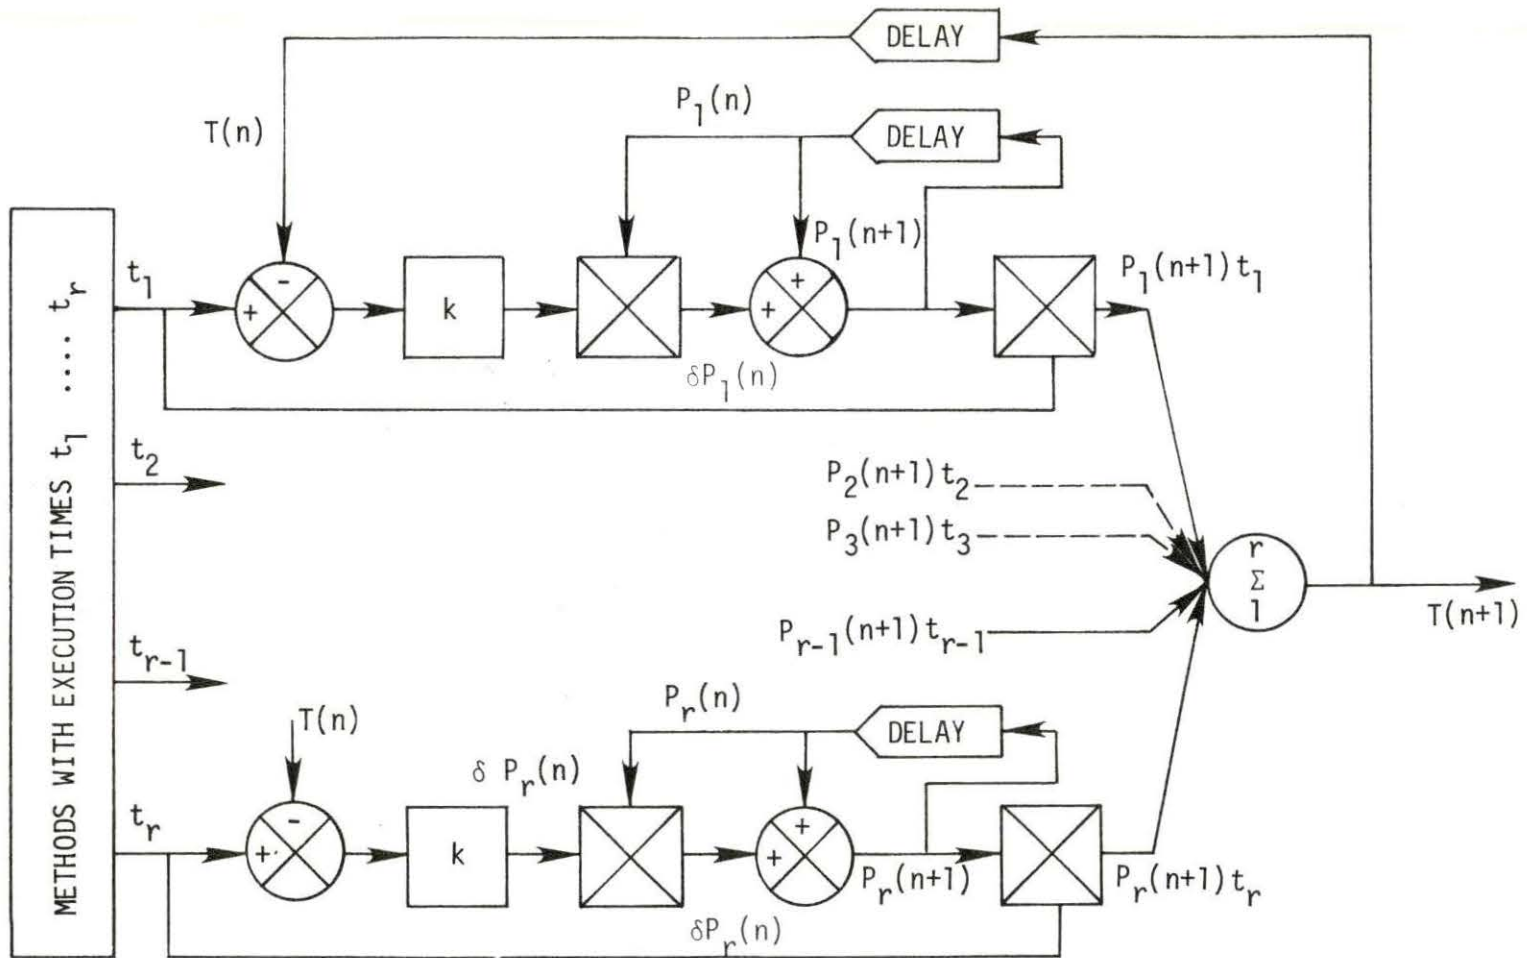 DELAY
P₁(n)
T(n)
DELAY
P₁(n+1)
t₁
-
+
k
+
+
P₁(n+1)t₁
δP₁(n)
METHODS WITH EXECUTION TIMES t₁ .... tᵣ
t₂
P₂(n+1)t₂
P₃(n+1)t₃
r
Σ
1
T(n+1)
Pᵣ₋₁(n+1)tᵣ₋₁
tᵣ₋₁
Pᵣ(n)
T(n)
DELAY
δ Pᵣ(n)
tᵣ
-
+
k
+
+
Pᵣ(n+1)
Pᵣ(n+1)tᵣ
δPᵣ(n)